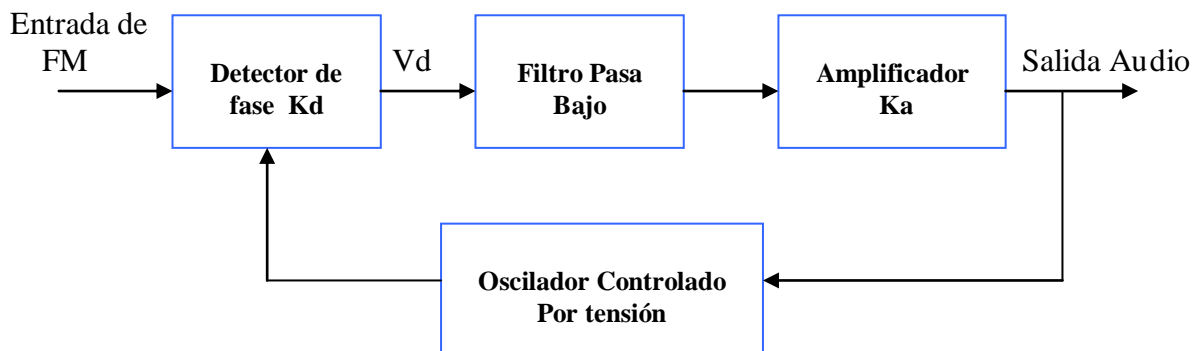 Entrada de
FM
Detector de
fase Kd
Vd
Filtro Pasa
Bajo
Amplificador
Ka
Salida Audio
Oscilador Controlado
Por tensión